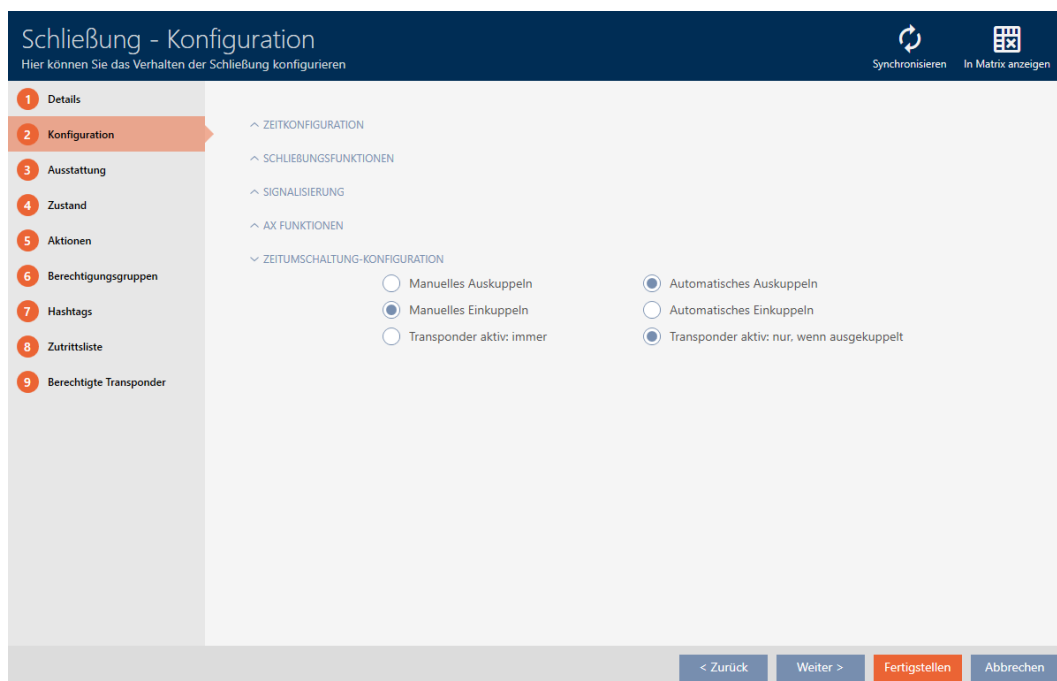 Schließung - Konfiguration
Hier können Sie das Verhalten der Schließung konfigurieren
Synchronisieren
In Matrix anzeigen
1 Details
2 Konfiguration
3 Ausstattung
4 Zustand
5 Aktionen
6 Berechtigungsgruppen
7 Hashtags
8 Zutrittsliste
9 Berechtigte Transponder
ZEITKONFIGURATION
SCHLIEßUNGSFUNKTIONEN
SIGNALISIERUNG
AX FUNKTIONEN
ZEITUMSCHALTUNG-KONFIGURATION
Manuelles Auskuppeln Automatisches Auskuppeln
Manuelles Einkuppeln Automatisches Einkuppeln
Transponder aktiv: immer Transponder aktiv: nur, wenn ausgekuppelt
< Zurück Weiter > Fertigstellen Abbrechen